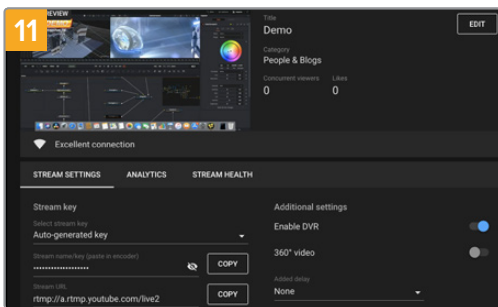 11
PREVIEW
Title
Demo
EDIT
Category
People & Blogs
Concurrent viewers
Likes
0
0
Excellent connection
STREAM SETTINGS
ANALYTICS
STREAM HEALTH
Stream key
Select stream key
Auto-generated key
Stream name/key (paste in encoder)
••••••••••••••••••••
COPY
Stream URL
rtmp://a.rtmp.youtube.com/live2
COPY
Additional settings
Enable DVR
360° video
Added delay
None